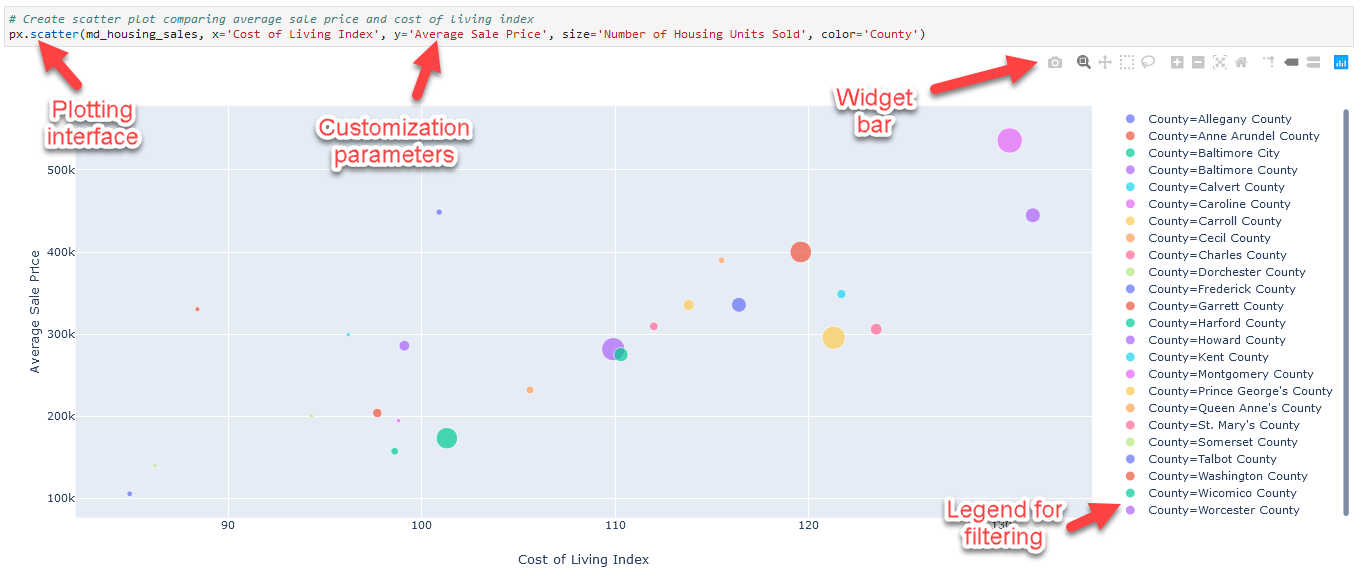 # Create scatter plot comparing average sale price and cost of living index
px.scatter(md_housing_sales, x='Cost of Living Index', y='Average Sale Price', size='Number of Housing Units Sold', color='County')
Plotting
interface
Customization
parameters
Widget
bar
500k
400k
300k
200k
100k
Average Sale Price
90
100
110
120
130
Cost of Living Index
County=Allegany County
County=Anne Arundel County
County=Baltimore City
County=Baltimore County
County=Calvert County
County=Caroline County
County=Carroll County
County=Cecil County
County=Charles County
County=Dorchester County
County=Frederick County
County=Garrett County
County=Harford County
County=Howard County
County=Kent County
County=Montgomery County
County=Prince George's County
County=Queen Anne's County
County=St. Mary's County
County=Somerset County
County=Talbot County
County=Washington County
County=Wicomico County
County=Worcester County
Legend for
filtering